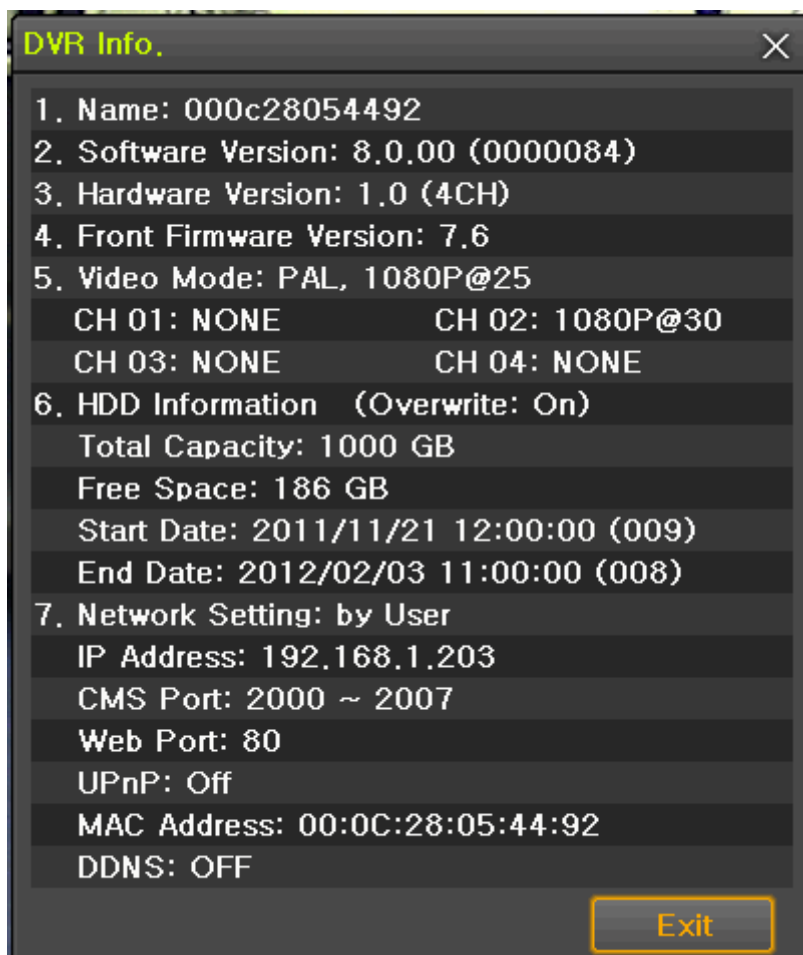 DVR Info.
1. Name: 000c28054492
2. Software Version: 8.0.00 (0000084)
3. Hardware Version: 1.0 (4CH)
4. Front Firmware Version: 7.6
5. Video Mode: PAL, 1080P@25
CH 01: NONE CH 02: 1080P@30
CH 03: NONE CH 04: NONE
6. HDD Information (Overwrite: On)
Total Capacity: 1000 GB
Free Space: 186 GB
Start Date: 2011/11/21 12:00:00 (009)
End Date: 2012/02/03 11:00:00 (008)
7. Network Setting: by User
IP Address: 192.168.1.203
CMS Port: 2000 ~ 2007
Web Port: 80
UPnP: Off
MAC Address: 00:0C:28:05:44:92
DDNS: OFF
Exit